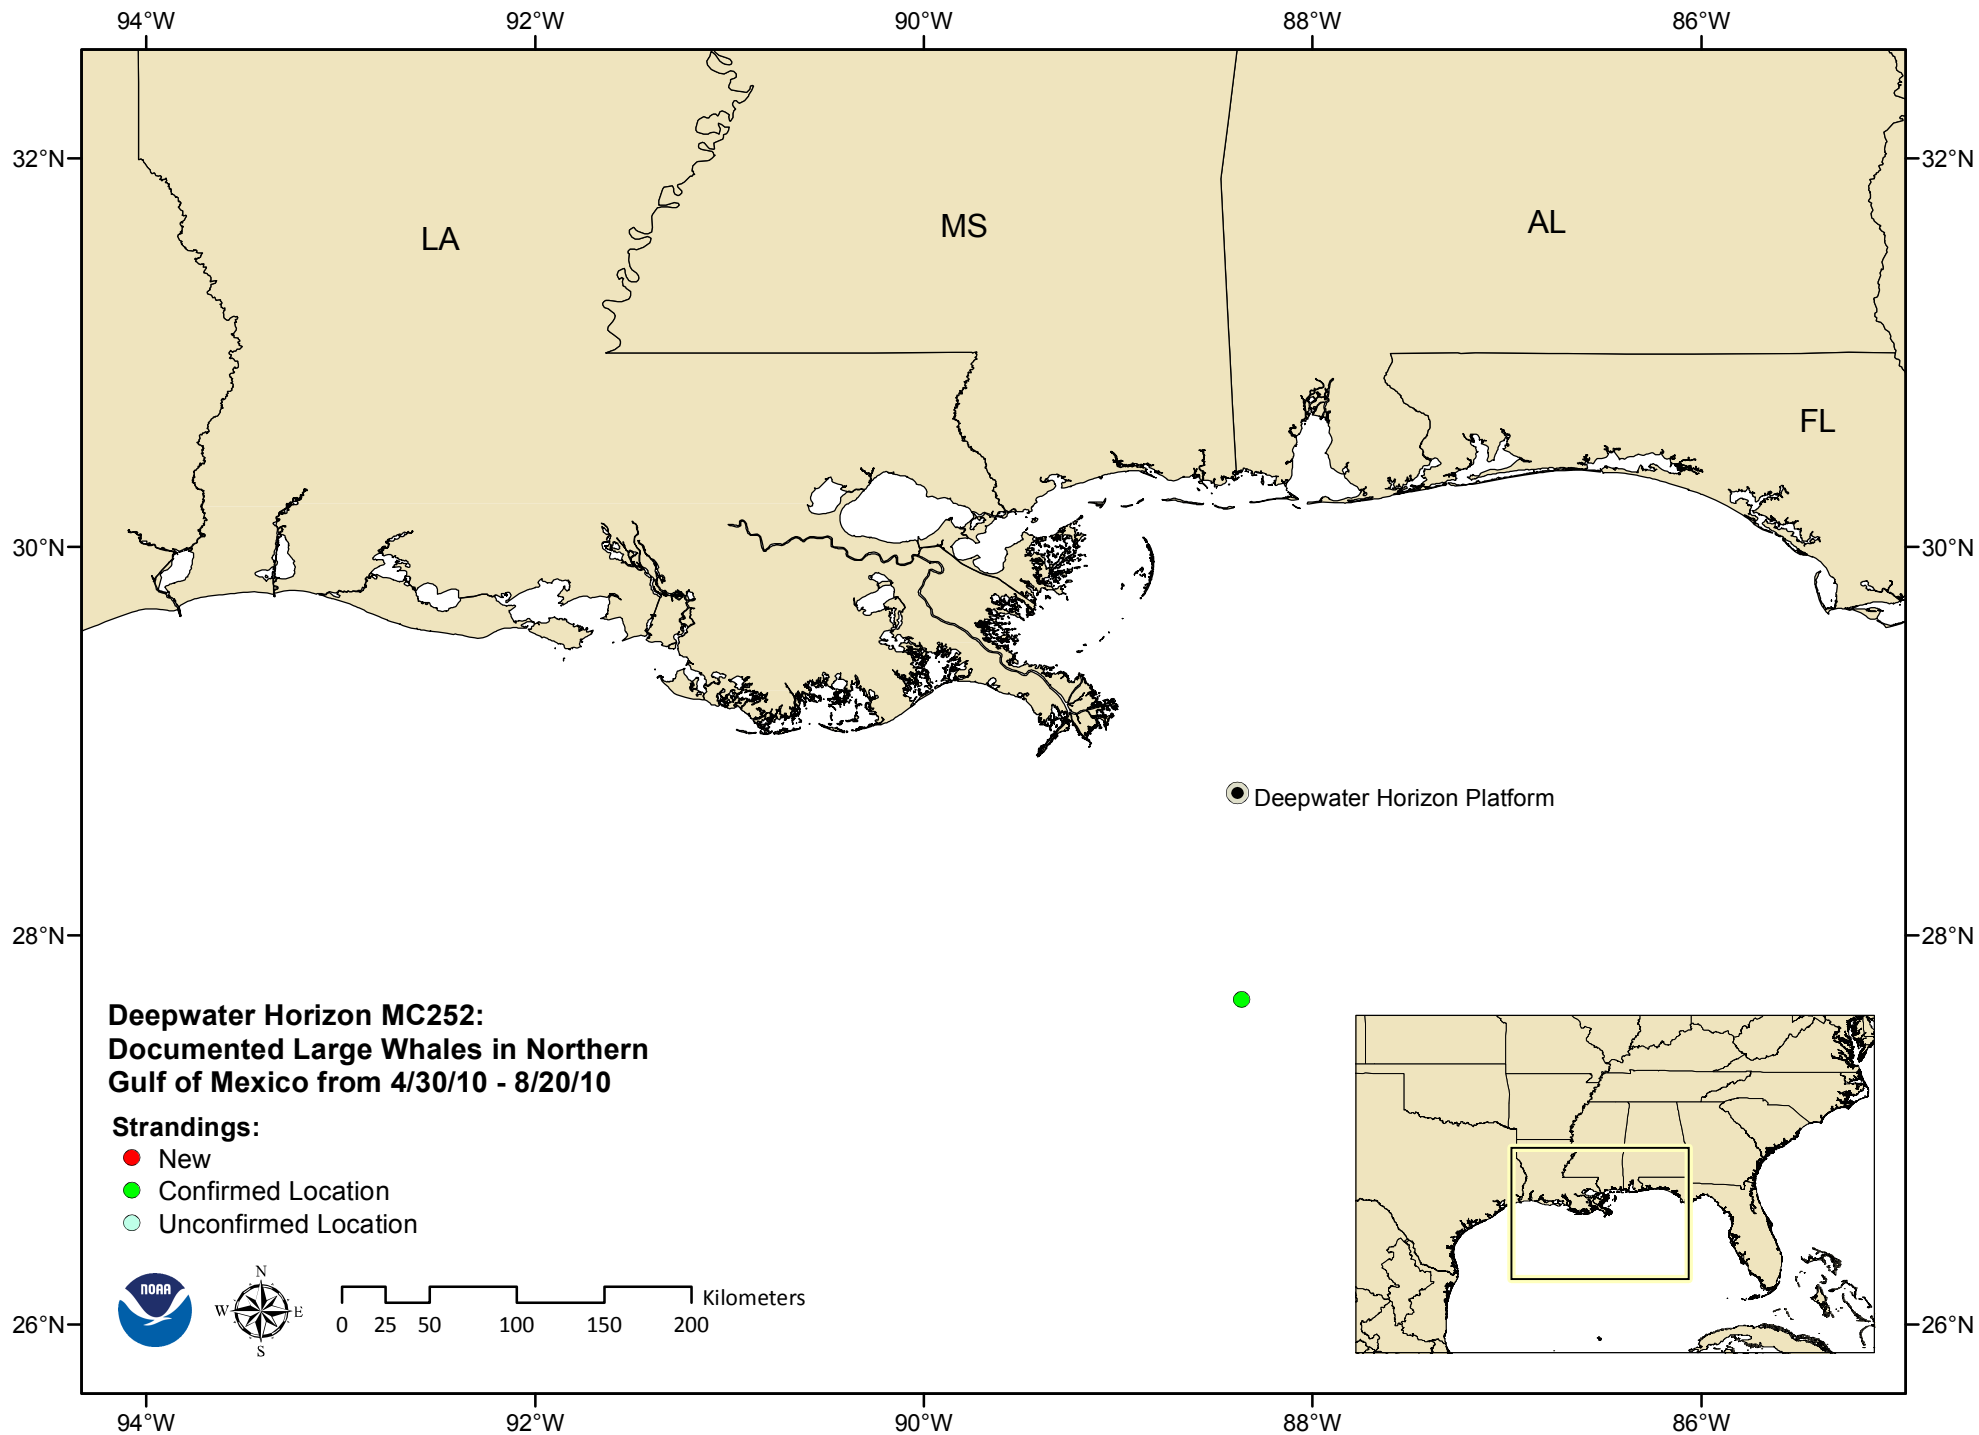 94°W 92°W 90°W 88°W 86°W
32°N 32°N
LA MS AL
FL
30°N 30°N
Deepwater Horizon Platform
28°N 28°N
Deepwater Horizon MC252:
Documented Large Whales in Northern
Gulf of Mexico from 4/30/10 - 8/20/10
Strandings:
New
Confirmed Location
Unconfirmed Location
NOAA
N
W E
S
Kilometers
0 25 50 100 150 200
26°N 26°N
94°W 92°W 90°W 88°W 86°W